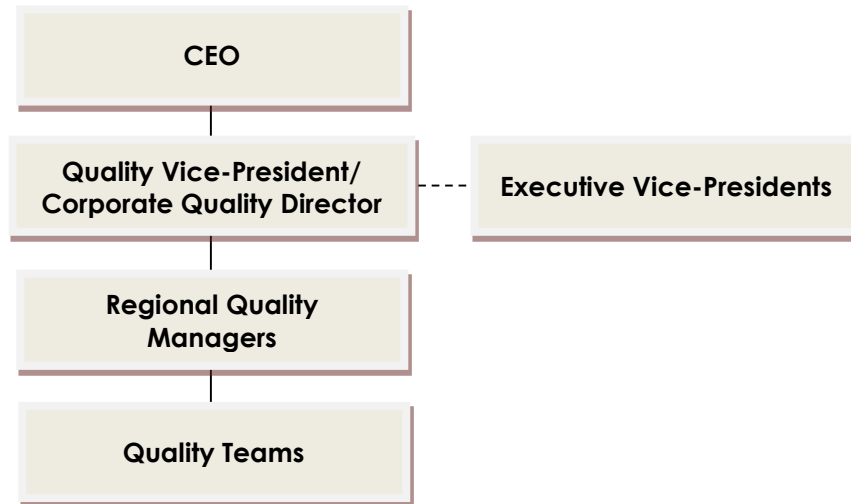 CEO
Quality Vice-President/
Corporate Quality Director
Executive Vice-Presidents
Regional Quality
Managers
Quality Teams